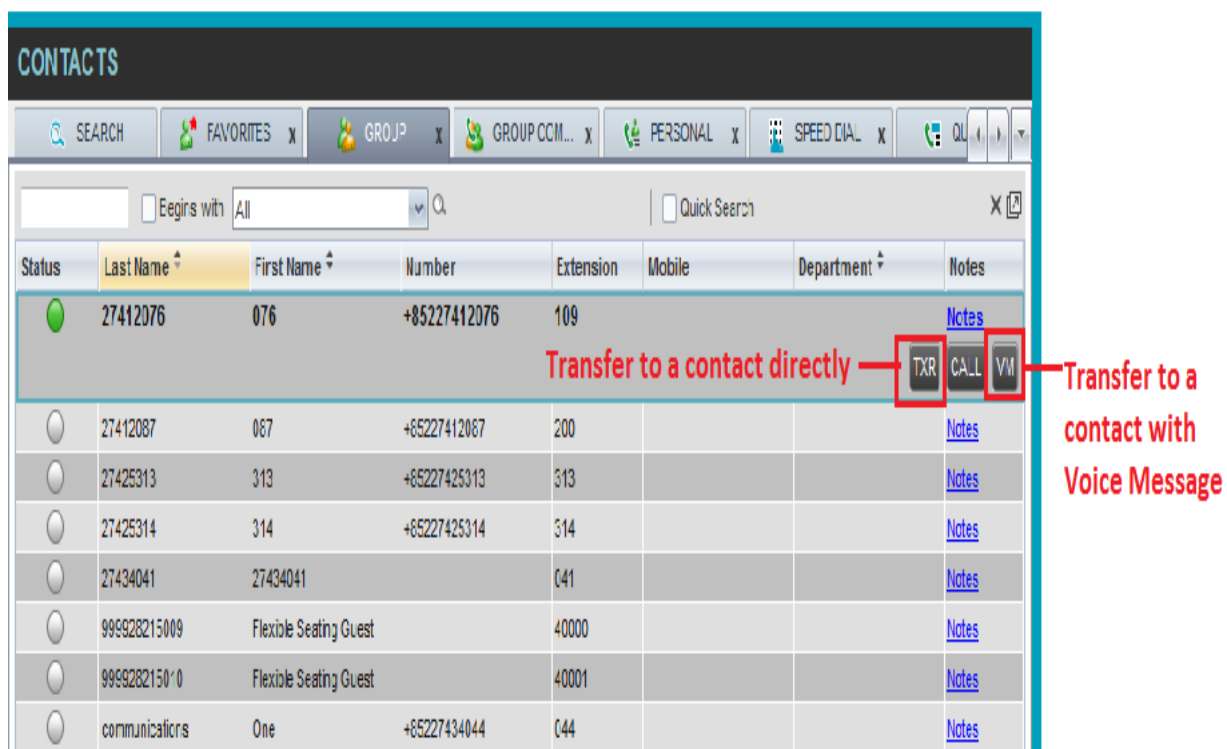 CONTACTS
SEARCH FAVORITES X GROUP X GROUP COM... X PERSONAL X SPEED DIAL X QU
Begins with All Quick Search X
Status Last Name First Name Number Extension Mobile Department Notes
27412076 076 +85227412076 109 Notes
Transfer to a contact directly TXR CALL VM
Transfer to a
contact with
Voice Message
27412087 087 +85227412087 200 Notes
27425313 313 +85227425313 313 Notes
27425314 314 +85227425314 314 Notes
27434041 27434041 041 Notes
999928215009 Flexible Seating Guest 40000 Notes
999928215010 Flexible Seating Guest 40001 Notes
communications One +85227434044 044 Notes